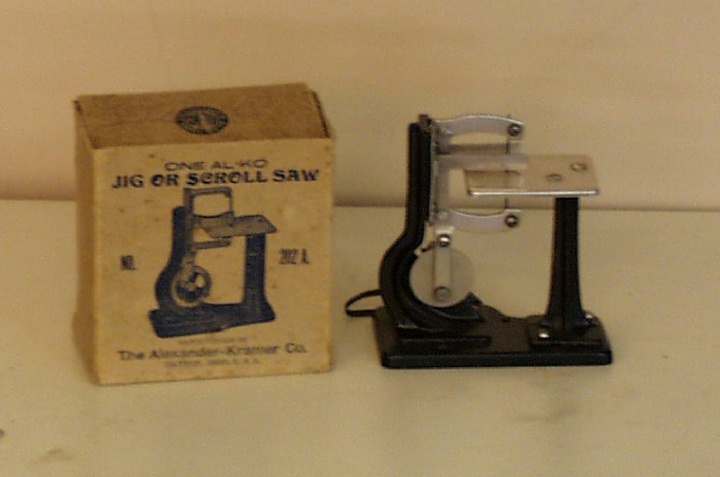 ONE AL-KO
JIG OR SCROLL SAW
NO. 202 A.
The Alexander-Kramer Co.